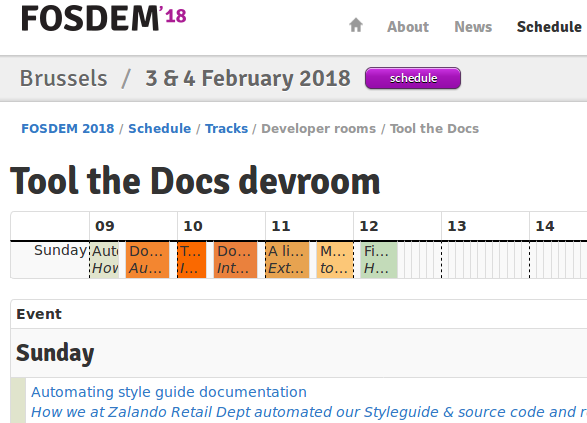 FOSDEM'18
About News Schedule
Brussels / 3 & 4 February 2018 schedule
FOSDEM 2018 / Schedule / Tracks / Developer rooms / Tool the Docs
Tool the Docs devroom
09 10 11 12 13 14
Sunday Auto Do... T... Do... A li... M... Fi...
How Au... I... Int... Ext... to... H...
Event
Sunday
Automating style guide documentation
How we at Zalando Retail Dept automated our Styleguide & source code and r